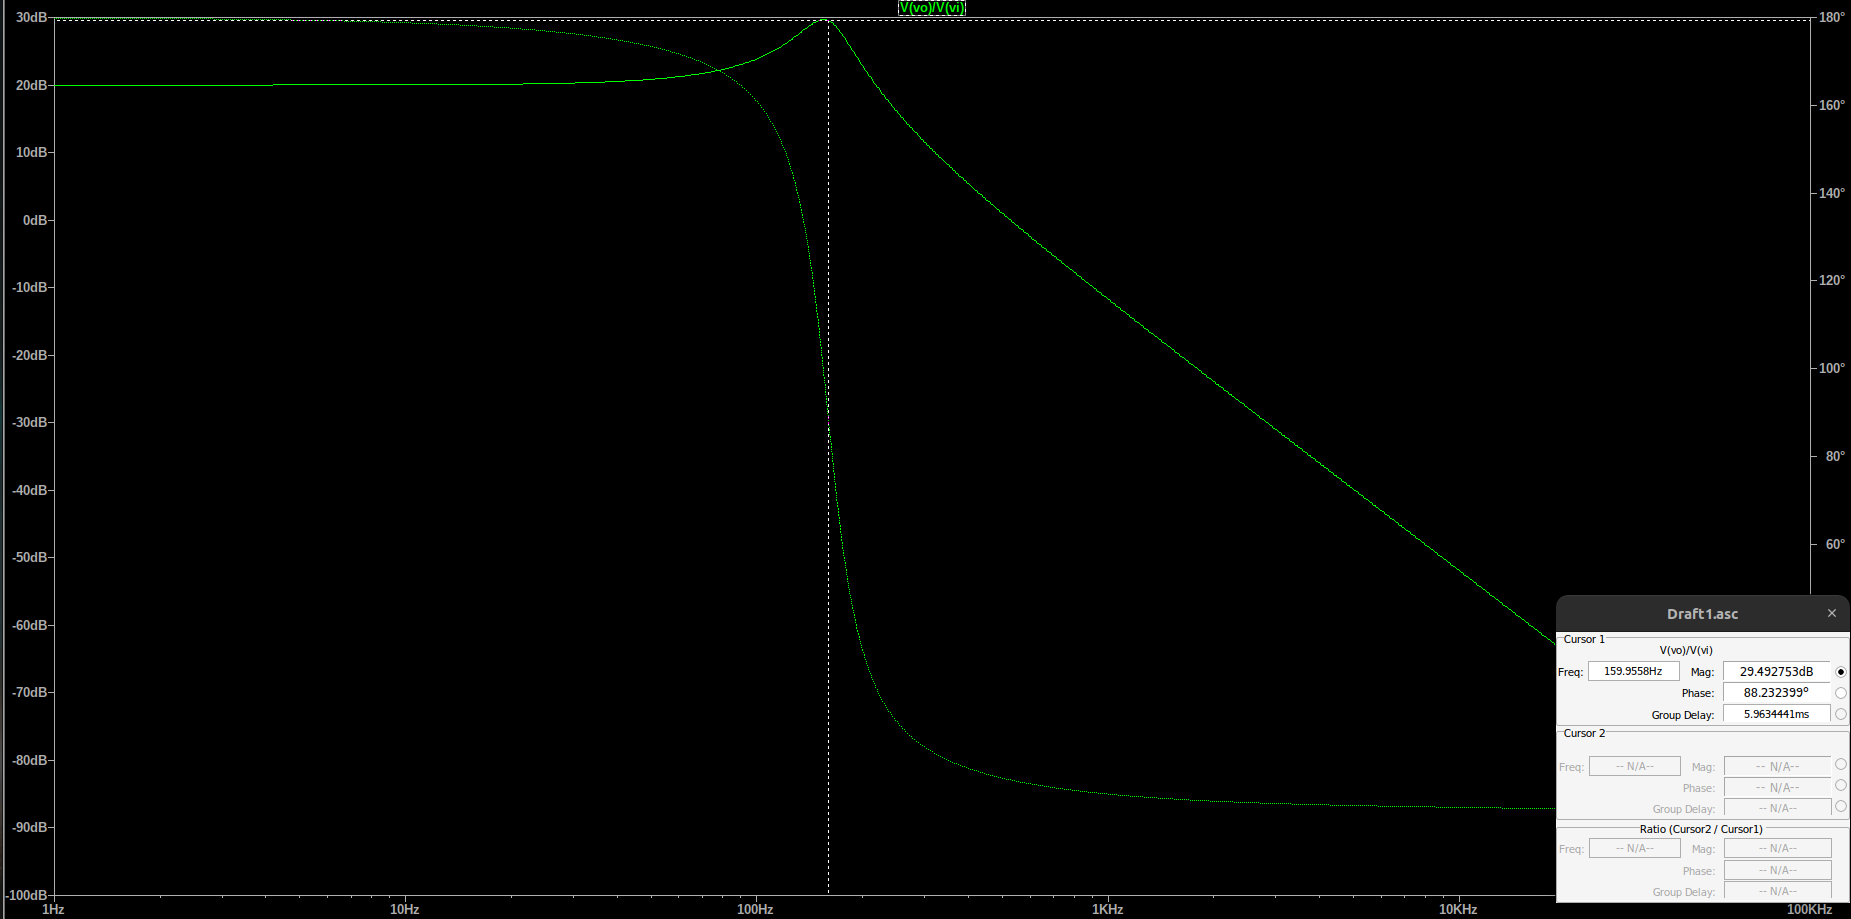 V(vo)/V(vi)
30dB
20dB
10dB
0dB
-10dB
-20dB
-30dB
-40dB
-50dB
-60dB
-70dB
-80dB
-90dB
-100dB
180°
160°
140°
120°
100°
80°
60°
1Hz 10Hz 100Hz 1KHz 10KHz 100KHz
Draft1.asc ×
Cursor 1
V(vo)/V(vi)
Freq: 159.9558Hz Mag: 29.492753dB
Phase: 88.232399°
Group Delay: 5.9634441ms
Cursor 2
Freq: -- N/A-- Mag: -- N/A--
Phase: -- N/A--
Group Delay: -- N/A--
Ratio (Cursor2 / Cursor1)
Freq: -- N/A-- Mag: -- N/A--
Phase: -- N/A--
Group Delay: -- N/A--